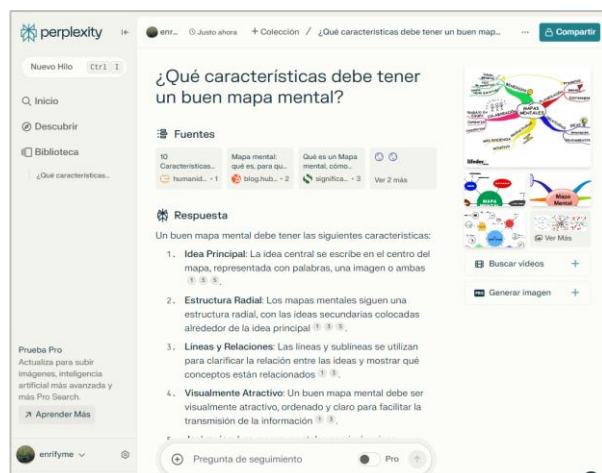 perplexity
Nuevo Hilo Ctrl I
Inicio
Descubrir
Biblioteca
¿Qué características...
Prueba Pro
Actualiza para subir
imágenes, inteligencia
artificial más avanzada y
más Pro Search.
Aprender Más
enrifyme
enr... Justo ahora + Colección / ¿Qué características debe tener un buen map... ... Compartir
¿Qué características debe tener
un buen mapa mental?
Fuentes
10
Características...
humanid... • 1
Mapa mental:
qué es, para qu...
blog.hub... • 2
Qué es un Mapa
mental, cómo...
significa... • 3
Ver 2 más
Respuesta
Un buen mapa mental debe tener las siguientes características:
1. Idea Principal: La idea central se escribe en el centro del
mapa, representada con palabras, una imagen o ambas
1 3 5.
2. Estructura Radial: Los mapas mentales siguen una
estructura radial, con las ideas secundarias colocadas
alrededor de la idea principal 1 3 5.
3. Líneas y Relaciones: Las líneas y sublíneas se utilizan
para clarificar la relación entre las ideas y mostrar qué
conceptos están relacionados 1 3.
4. Visualmente Atractivo: Un buen mapa mental debe ser
visualmente atractivo, ordenado y claro para facilitar la
transmisión de la información 1 3.
Pregunta de seguimiento Pro
MAPAS
MENTALES
lifeder
MAPA
MENTAL
Mapa
Mental
Ver Más
Buscar videos +
PRO Generar imagen +